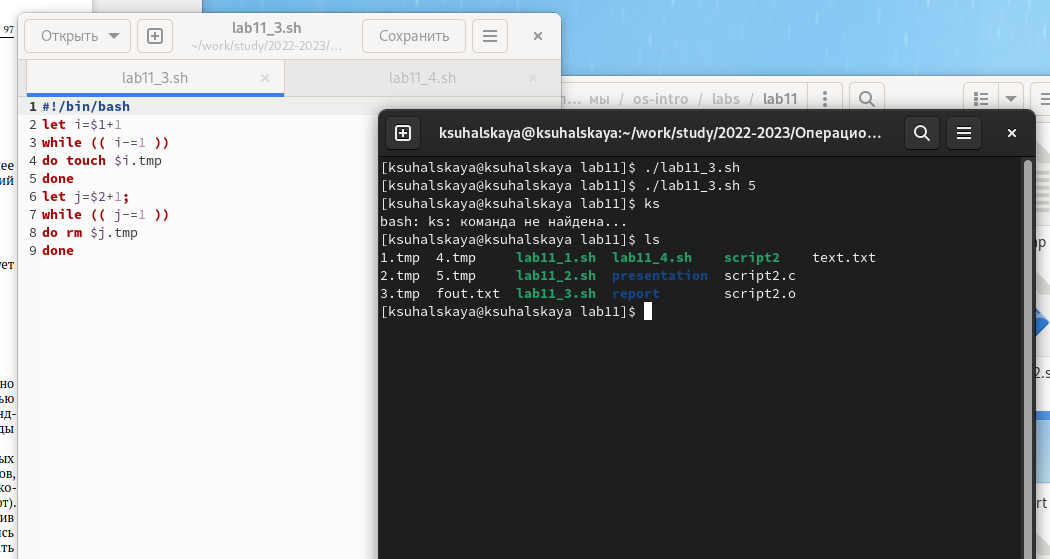 97
Открыть
lab11_3.sh
~/work/study/2022-2023/...
Сохранить
lab11_3.sh
lab11_4.sh
1 #!/bin/bash
2 let i=$1+1
3 while (( i-=1 ))
4 do touch $i.tmp
5 done
6 let j=$2+1;
7 while (( j-=1 ))
8 do rm $j.tmp
9 done
мы / os-intro / labs / lab11
ksuhalskaya@ksuhalskaya:~/work/study/2022-2023/Операцио...
[ksuhalskaya@ksuhalskaya lab11]$ ./lab11_3.sh
[ksuhalskaya@ksuhalskaya lab11]$ ./lab11_3.sh 5
[ksuhalskaya@ksuhalskaya lab11]$ ks
bash: ks: команда не найдена...
[ksuhalskaya@ksuhalskaya lab11]$ ls
1.tmp 4.tmp lab11_1.sh lab11_4.sh script2 text.txt
2.tmp 5.tmp lab11_2.sh presentation script2.c
3.tmp fout.txt lab11_3.sh report script2.o
[ksuhalskaya@ksuhalskaya lab11]$